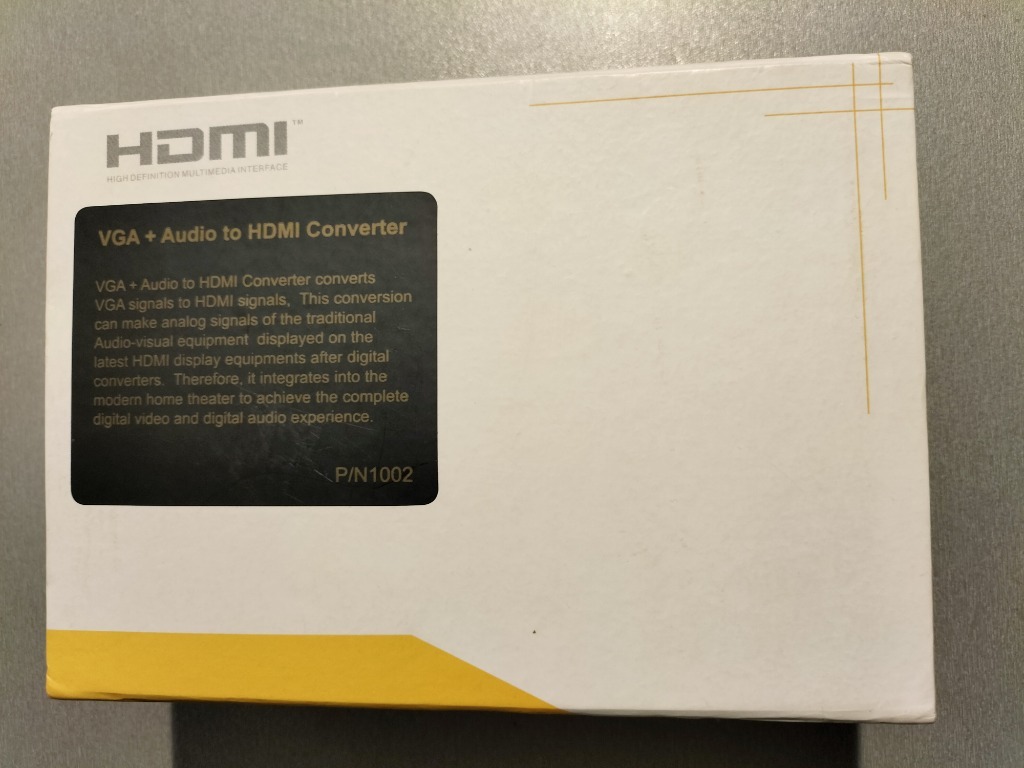 HDMI™
HIGH DEFINITION MULTIMEDIA INTERFACE
VGA + Audio to HDMI Converter
VGA + Audio to HDMI Converter converts
VGA signals to HDMI signals, This conversion
can make analog signals of the traditional
Audio-visual equipment displayed on the
latest HDMI display equipments after digital
converters. Therefore, it integrates into the
modern home theater to achieve the complete
digital video and digital audio experience.
P/N1002